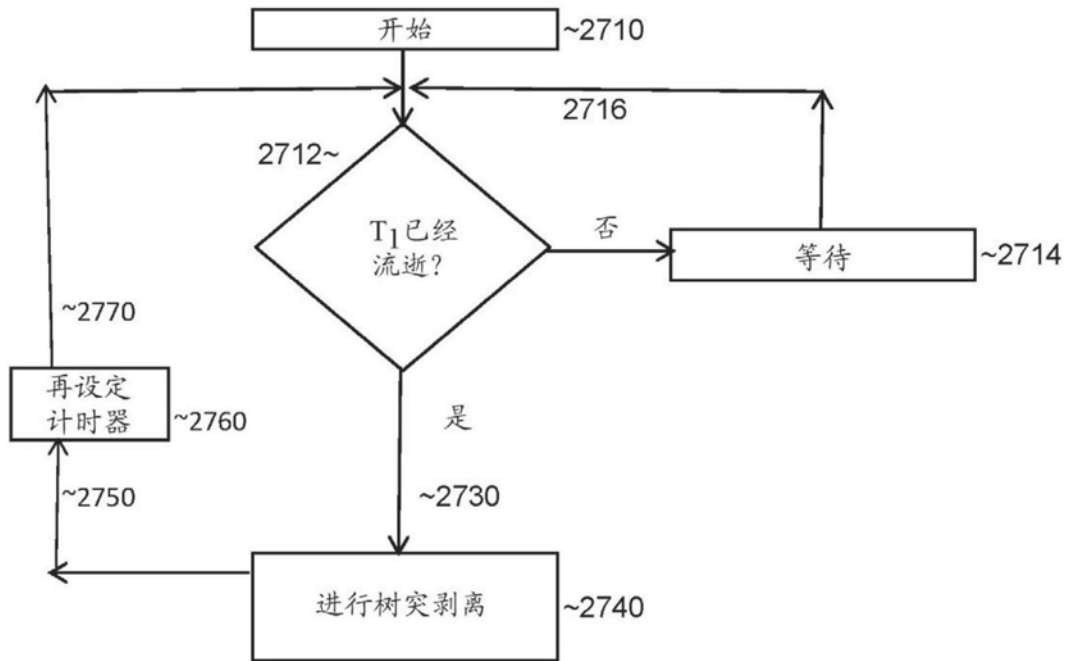 开始
~2710
2716
2712~
T1已经
流逝?
否
等待
~2714
~2770
再设定
计时器
~2760
是
~2750
~2730
进行树突剥离
~2740